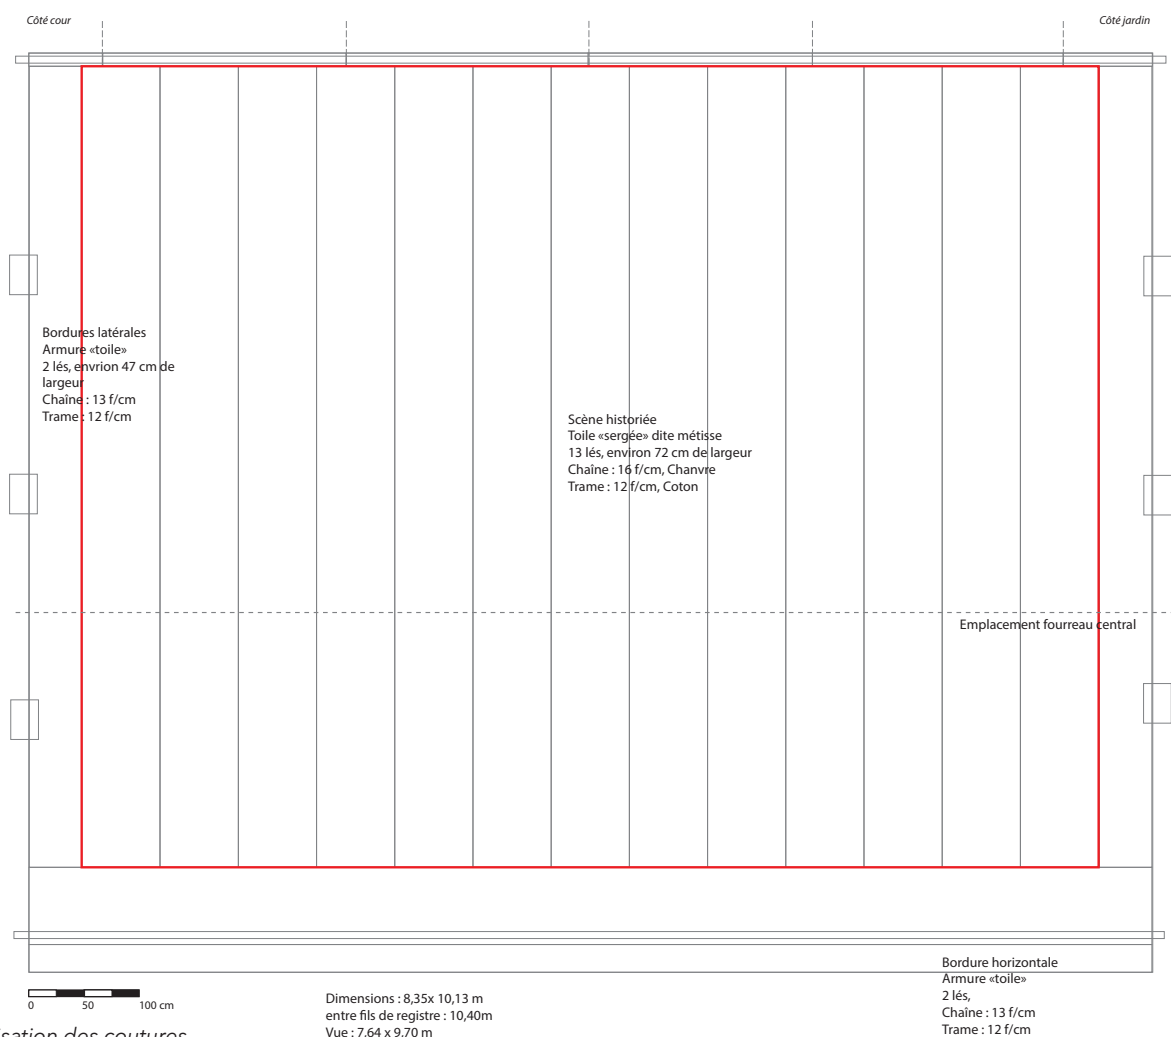 Côté cour
Côté jardin
Bordures latérales
Armure «toile»
2 lés, envrion 47 cm de
largeur
Chaîne : 13 f/cm
Trame : 12 f/cm
Scène historiée
Toile «sergée» dite métisse
13 lés, environ 72 cm de largeur
Chaîne : 16 f/cm, Chanvre
Trame : 12 f/cm, Coton
Emplacement fourreau central
0 50 100 cm
Dimensions : 8,35x 10,13 m
entre fils de registre : 10,40m
Vue : 7,64 x 9,70 m
Bordure horizontale
Armure «toile»
2 lés,
Chaîne : 13 f/cm
Trame : 12 f/cm
des coutures